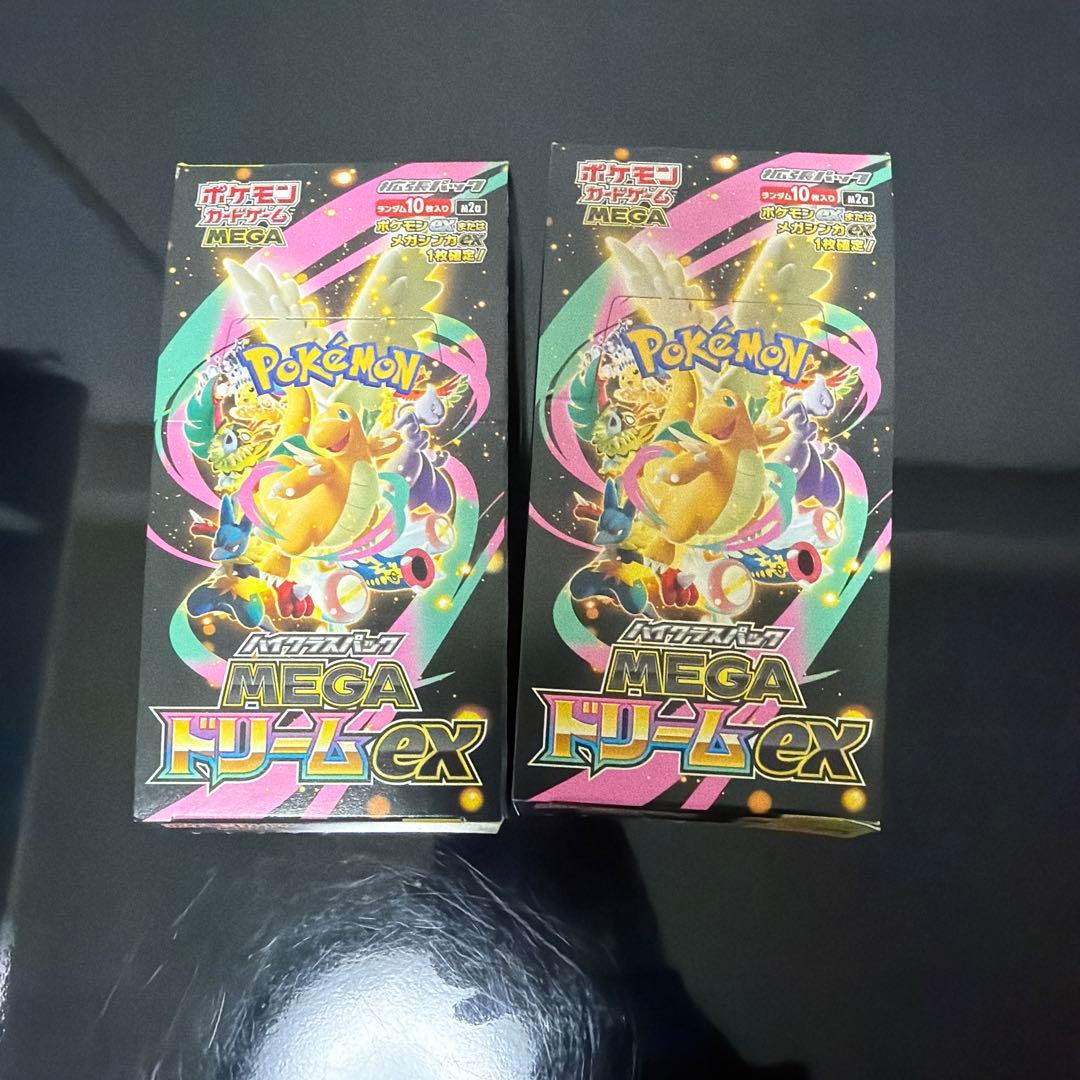 ポケモン
カードゲーム
MEGA
拡張パック
ランダム10枚入り M2a
ポケモンexまたは
メガシンカex
1枚確定!
POKéMON
ハイクラスパック
MEGA
ドリームex
ポケモン
カードゲーム
MEGA
拡張パック
ランダム10枚入り M2a
ポケモンexまたは
メガシンカex
1枚確定!
POKéMON
ハイクラスパック
MEGA
ドリームex